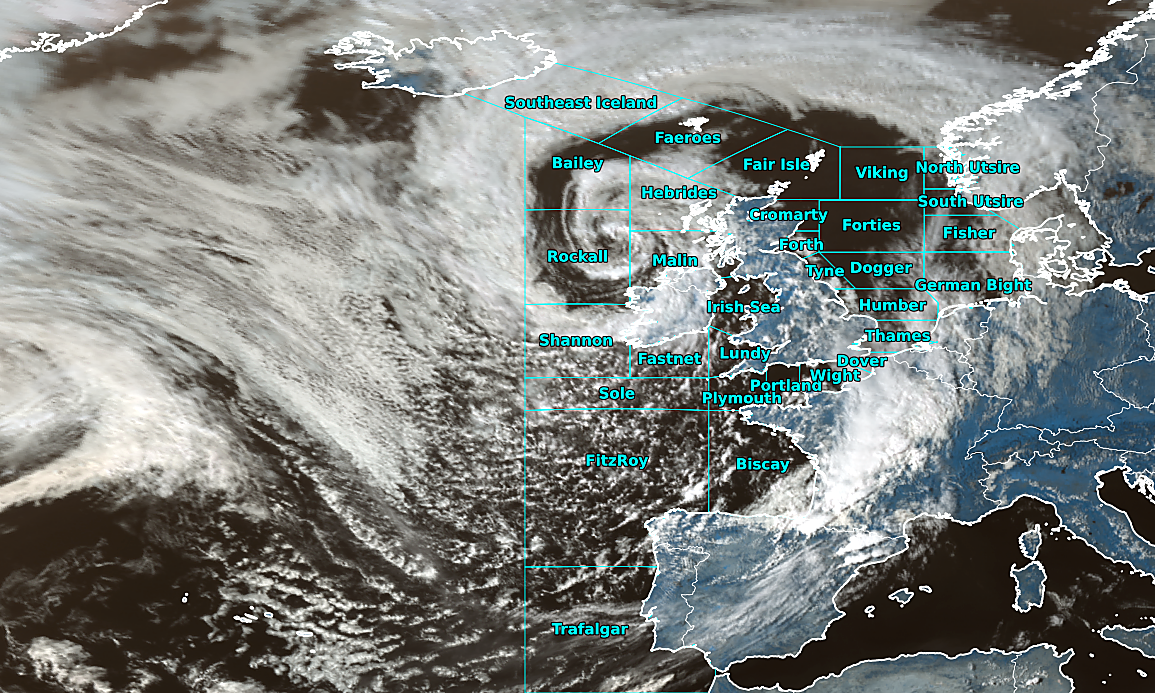 Southeast Iceland
Faeroes
Bailey
Fair Isle
North Utsire
Viking
Hebrides
South Utsire
Cromarty
Forties
Fisher
Forth
Rockall
Malin
Tyne
Dogger
German Bight
Irish Sea
Humber
Thames
Shannon
Fastnet
Lundy
Dover
Wight
Portland
Sole
Plymouth
FitzRoy
Biscay
Trafalgar